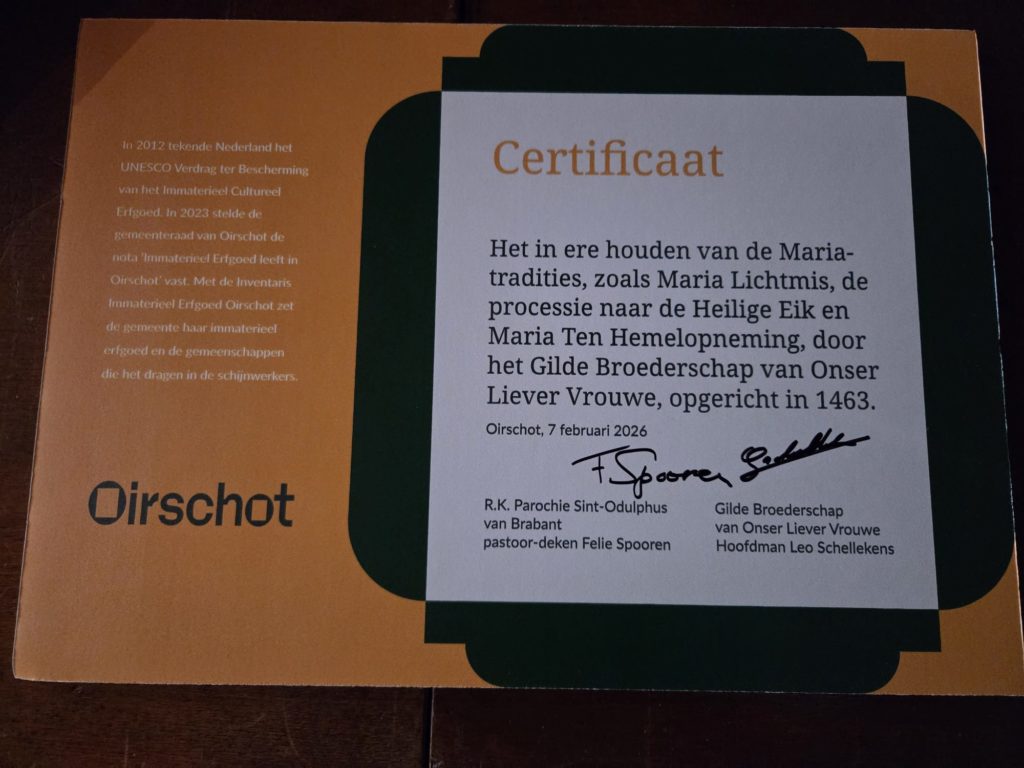 In 2012 tekende Nederland het
UNESCO Verdrag ter Bescherming
van het Immaterieel Cultureel
Erfgoed. In 2023 stelde de
gemeenteraad van Oirschot de
nota 'Immaterieel Erfgoed leeft in
Oirschot' vast. Met de Inventaris
Immaterieel Erfgoed Oirschot zet
de gemeente haar immaterieel
erfgoed en de gemeenschappen
die het dragen in de schijnwerkers.
Oirschot
Certificaat
Het in ere houden van de Maria-
tradities, zoals Maria Lichtmis, de
processie naar de Heilige Eik en
Maria Ten Hemelopneming, door
het Gilde Broederschap van Onser
Liever Vrouwe, opgericht in 1463.
Oirschot, 7 februari 2026
F Spooren
R.K. Parochie Sint-Odulphus
van Brabant
pastoor-deken Felie Spooren
Gilde Broederschap
van Onser Liever Vrouwe
Hoofdman Leo Schellekens